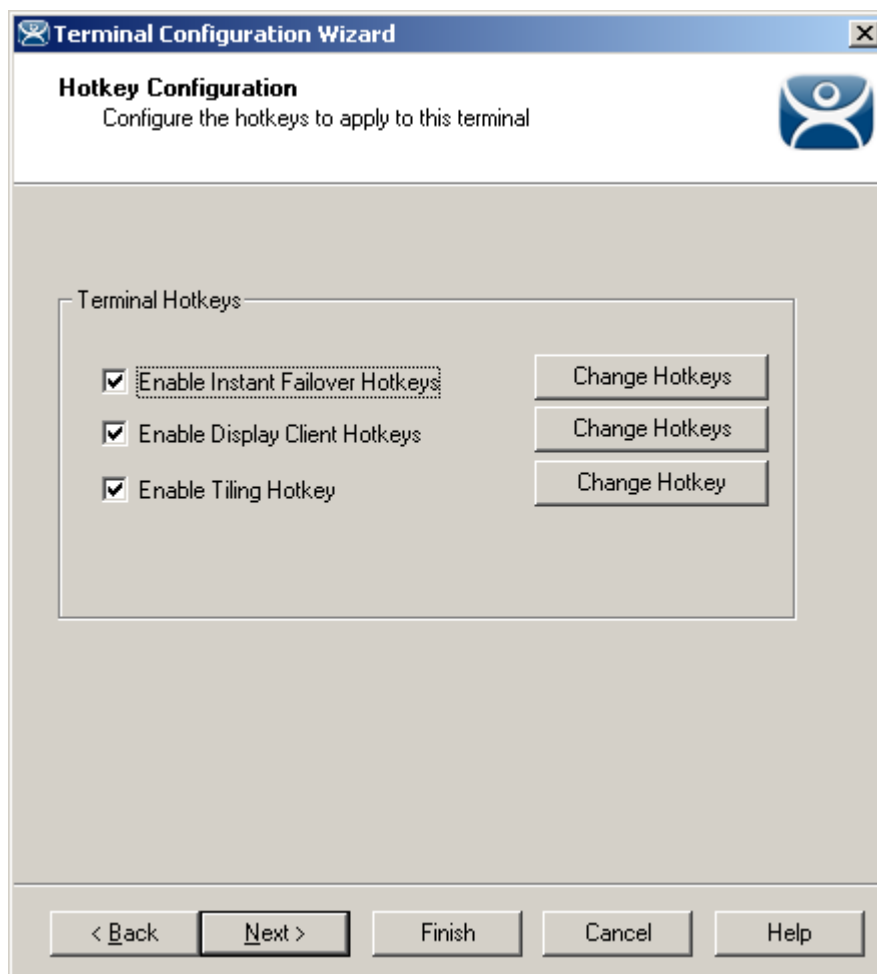 Terminal Configuration Wizard
Hotkey Configuration
Configure the hotkeys to apply to this terminal
Terminal Hotkeys
Enable Instant Failover Hotkeys
Change Hotkeys
Enable Display Client Hotkeys
Change Hotkeys
Enable Tiling Hotkey
Change Hotkey
< Back
Next >
Finish
Cancel
Help